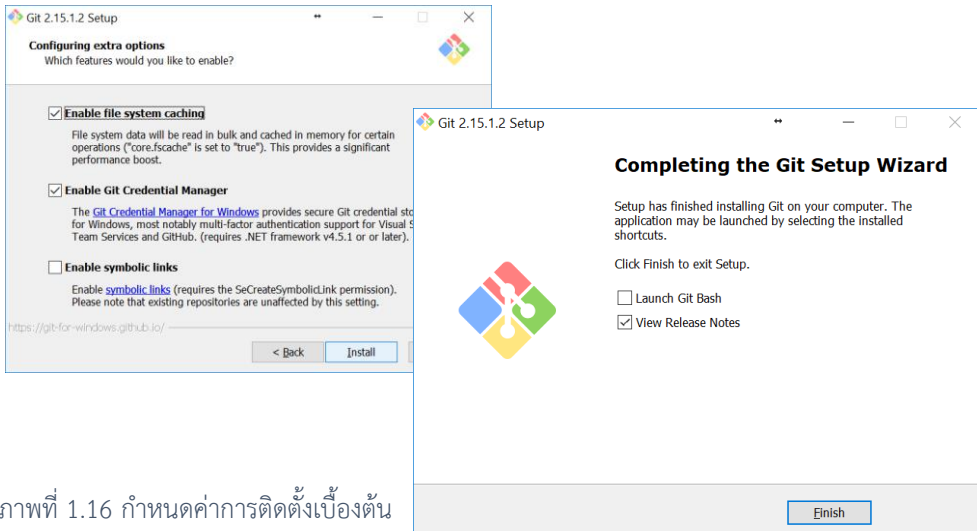 Git 2.15.1.2 Setup
Configuring extra options
Which features would you like to enable?
Enable file system caching
File system data will be read in bulk and cached in memory for certain
operations ("core.fscache" is set to "true"). This provides a significant
performance boost.
Enable Git Credential Manager
The Git Credential Manager for Windows provides secure Git credential
for Windows, most notably multi-factor authentication support for Visual
Team Services and GitHub. (requires .NET framework v4.5.1 or or later).
Enable symbolic links
Enable symbolic links (requires the SeCreateSymbolicLink permission).
Please note that existing repositories are unaffected by this setting.
https://git-for-windows.github.io/
< Back Install
Git 2.15.1.2 Setup
Completing the Git Setup Wizard
Setup has finished installing Git on your computer. The
application may be launched by selecting the installed
shortcuts.
Click Finish to exit Setup.
Launch Git Bash
View Release Notes
Finish
ภาพที่ 1.16 กำหนดค่าการติดตั้งเบื้องต้น